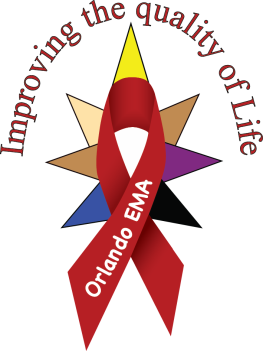 Improving the quality of Life
Orlando EMA